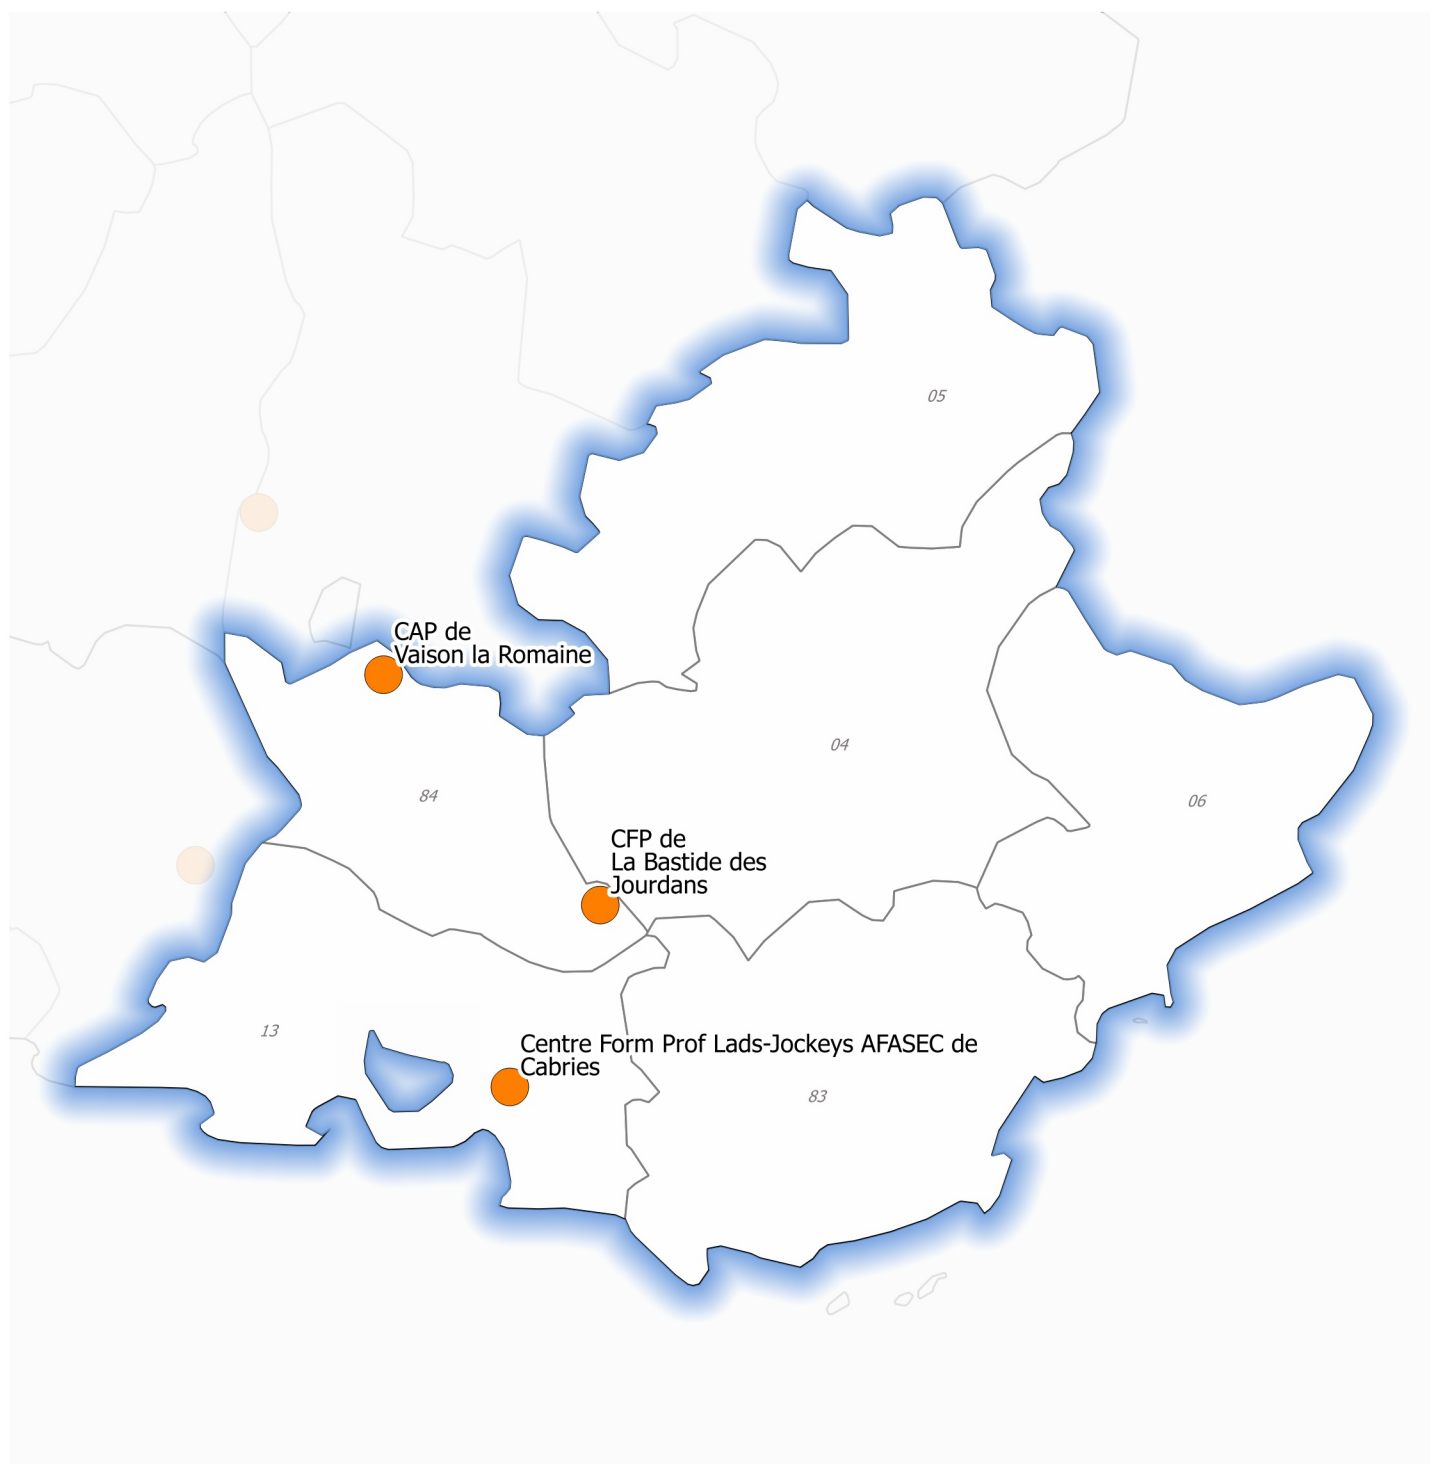 05
CAP de
Vaison la Romaine
04
84
06
CFP de
La Bastide des
Jourdans
13
Centre Form Prof Lads-Jockeys AFASEC de
Cabries
83